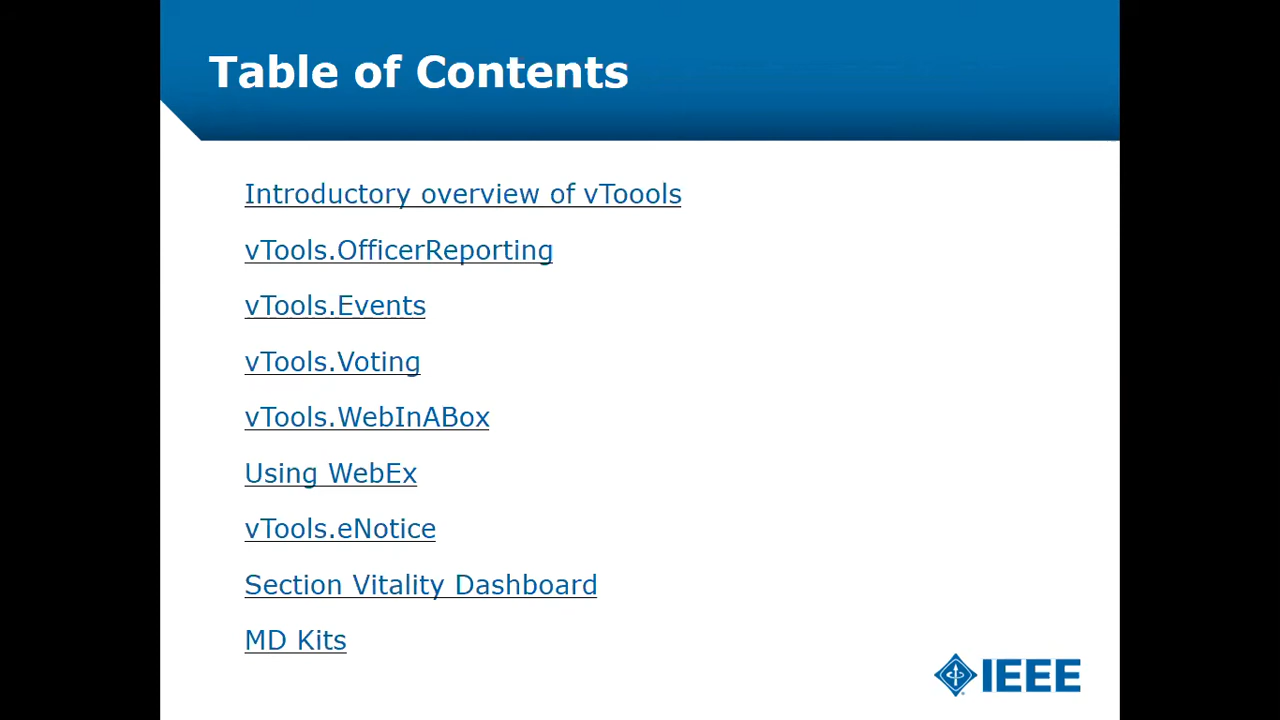 Table of Contents
Introductory overview of vToools
vTools.OfficerReporting
vTools.Events
vTools.Voting
vTools.WebInABox
Using WebEx
vTools.eNotice
Section Vitality Dashboard
MD Kits
IEEE